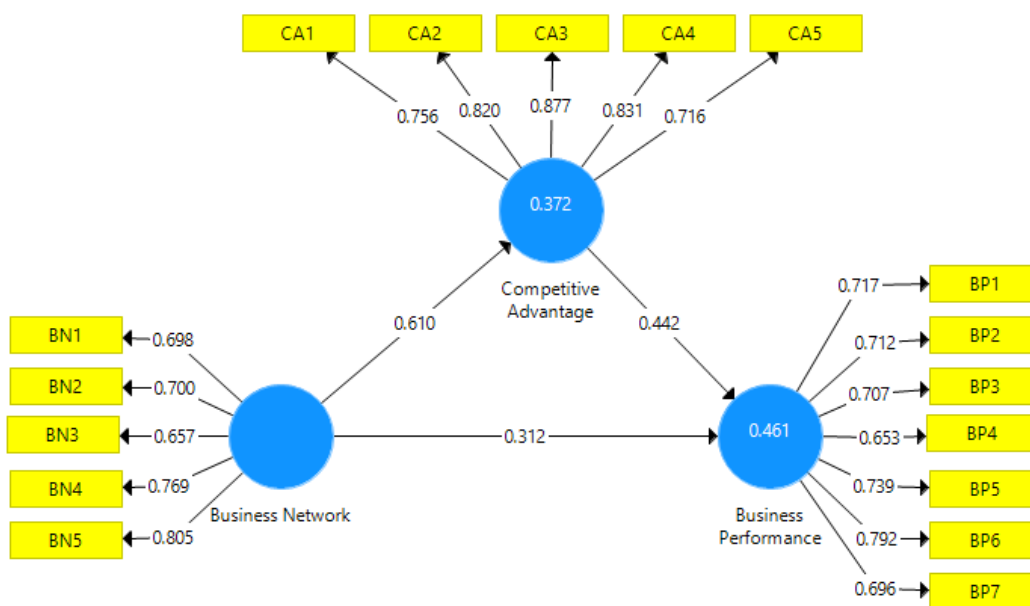 CA1 CA2 CA3 CA4 CA5
0.756 0.820 0.877 0.831 0.716
0.372
Competitive
Advantage
0.610 0.442
BN1 0.698
BN2 0.700
BN3 0.657
BN4 0.769
BN5 0.805
Business Network
0.312
0.461
Business
Performance
0.717 BP1
0.712 BP2
0.707 BP3
0.653 BP4
0.739 BP5
0.792 BP6
0.696 BP7